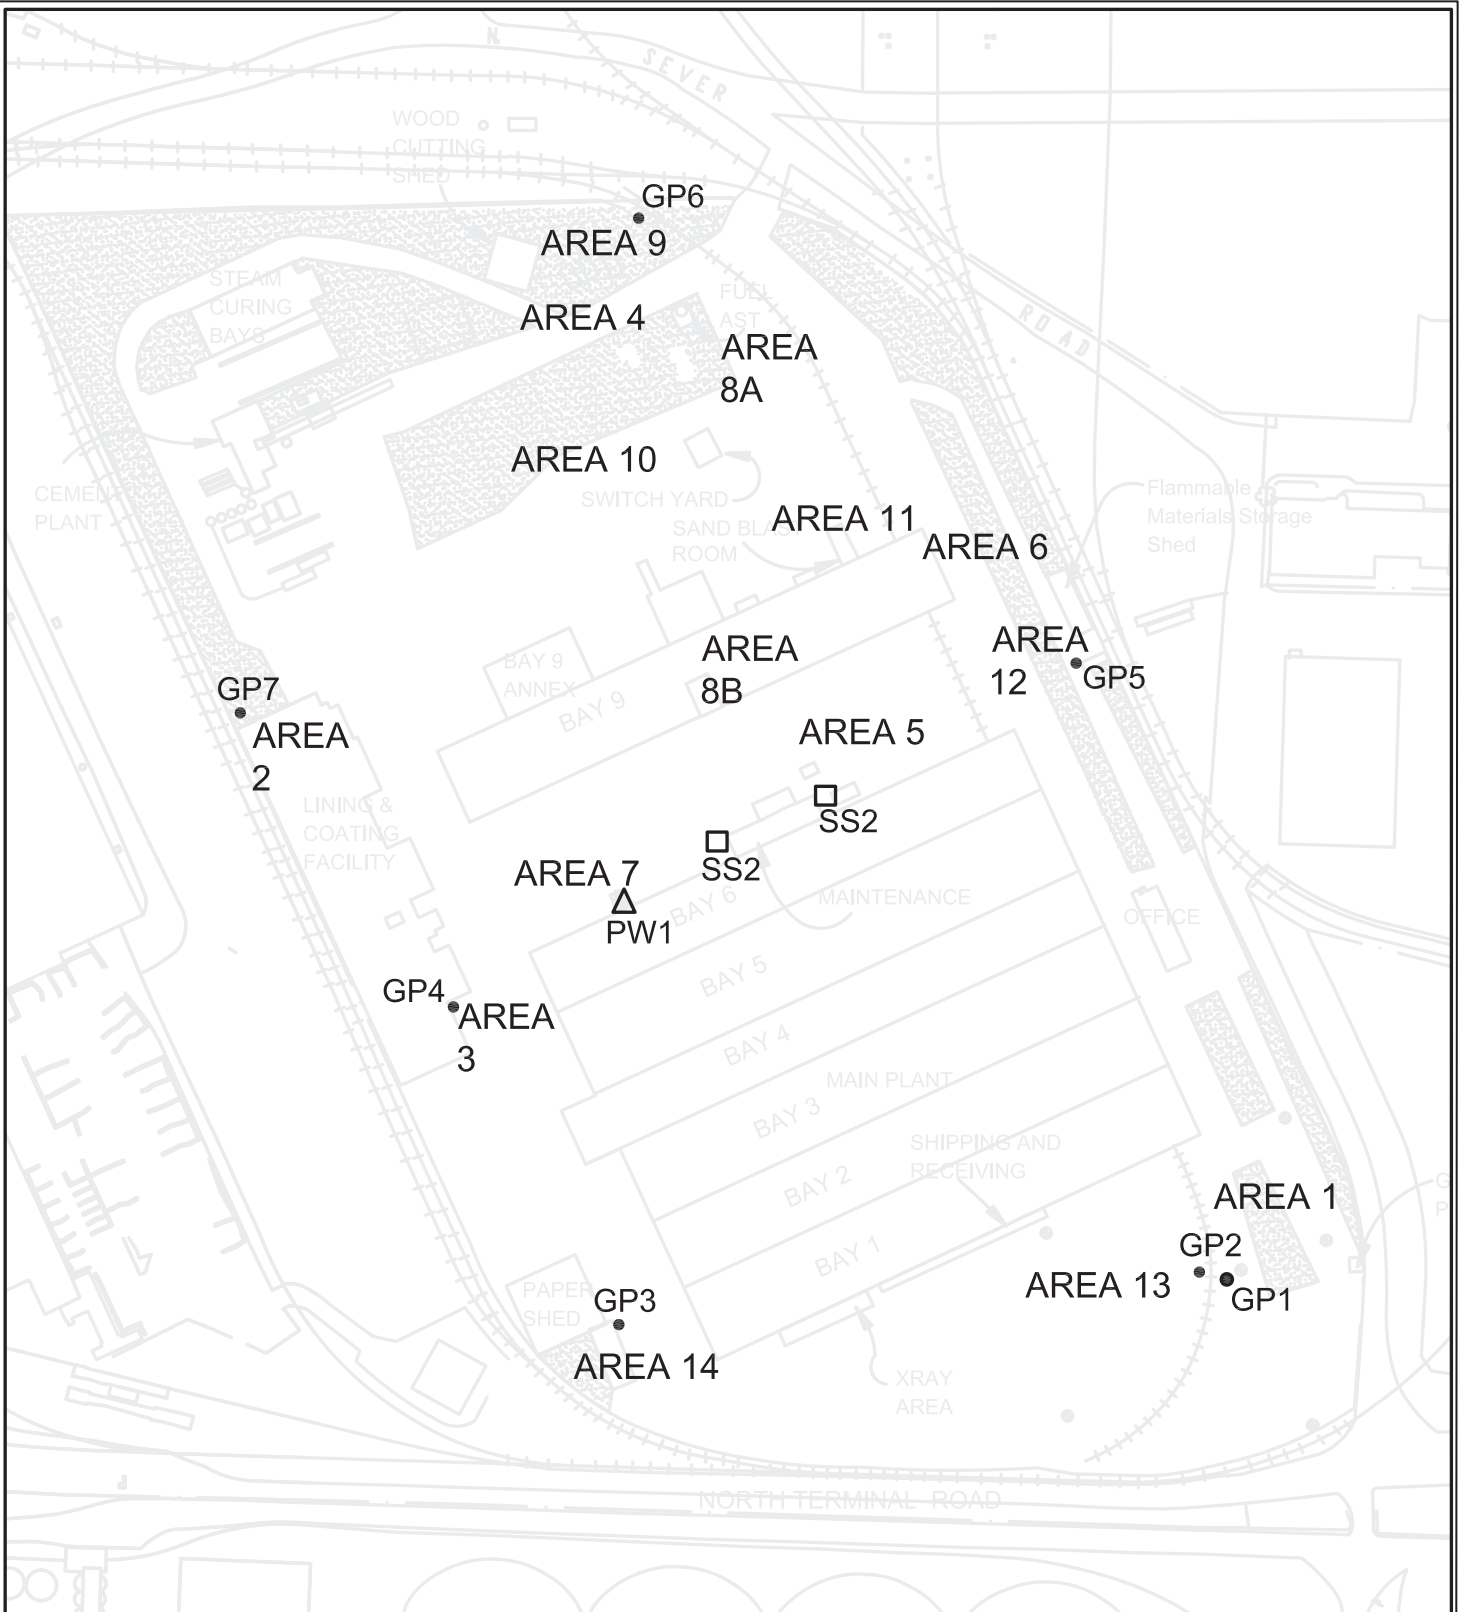 N.
SEVER
WOOD
CUTTING
SHED
GP6
AREA 9
STEAM
CURING
BAYS
AREA 4
FUEL
AST
ROAD
AREA
8A
AREA 10
CEMENT
PLANT
SWITCH YARD
Flammable
Materials Storage
Shed
AREA 11
SAND BLAST
ROOM
AREA 6
AREA
8B
AREA
12
GP5
BAY 9
ANNEX
BAY 9
GP7
AREA
2
AREA 5
LINING &
COATING
FACILITY
SS2
SS2
AREA 7
PW1
BAY 6
MAINTENANCE
OFFICE
BAY 5
GP4
AREA
3
BAY 4
MAIN PLANT
BAY 3
SHIPPING AND
RECEIVING
BAY 2
AREA 1
BAY 1
GP2
AREA 13
GP1
PAPER
SHED
GP3
AREA 14
XRAY
AREA
NORTH TERMINAL ROAD